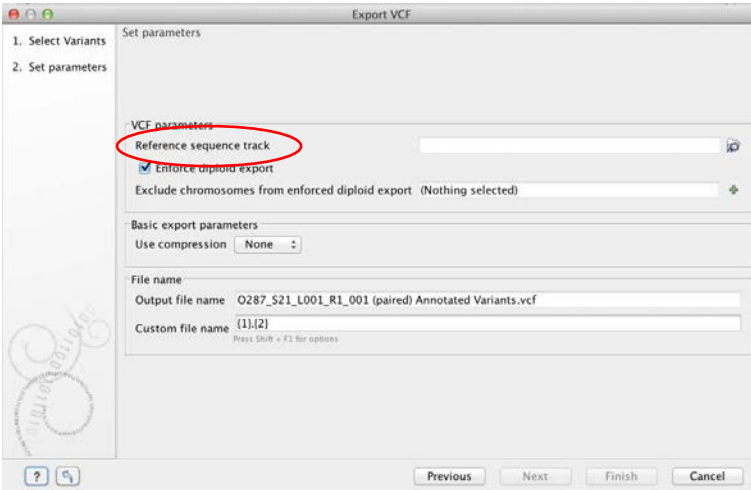 Export VCF
1. Select Variants
2. Set parameters
Set parameters
VCF parameters
Reference sequence track
Enforce diploid export
Exclude chromosomes from enforced diploid export (Nothing selected)
Basic export parameters
Use compression None
File name
Output file name O287_S21_L001_R1_001 (paired) Annotated Variants.vcf
Custom file name {1}.{2}
Press Shift + F1 for options
? Previous Next Finish Cancel